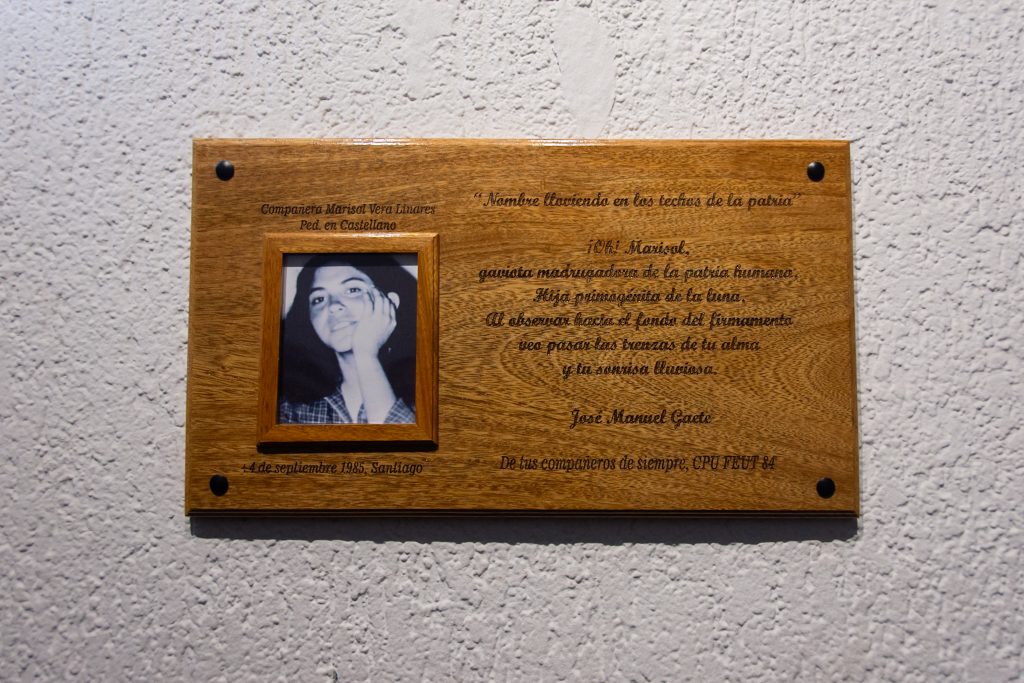 Compañera Marisol Vera Linares
Ped. en Castellano
+4 de septiembre 1985, Santiago
“Nombre lloviendo en los techos de la patria”
¡Oh! Marisol,
gaviota madrugadora de la patria humana,
Hija primogénita de la luna,
Al observar hacia el fondo del firmamento
veo pasar las trenzas de tu alma
y tu sonrisa lluviosa.
José Manuel Gaete
De tus compañeros de siempre, CPU FEUT 84